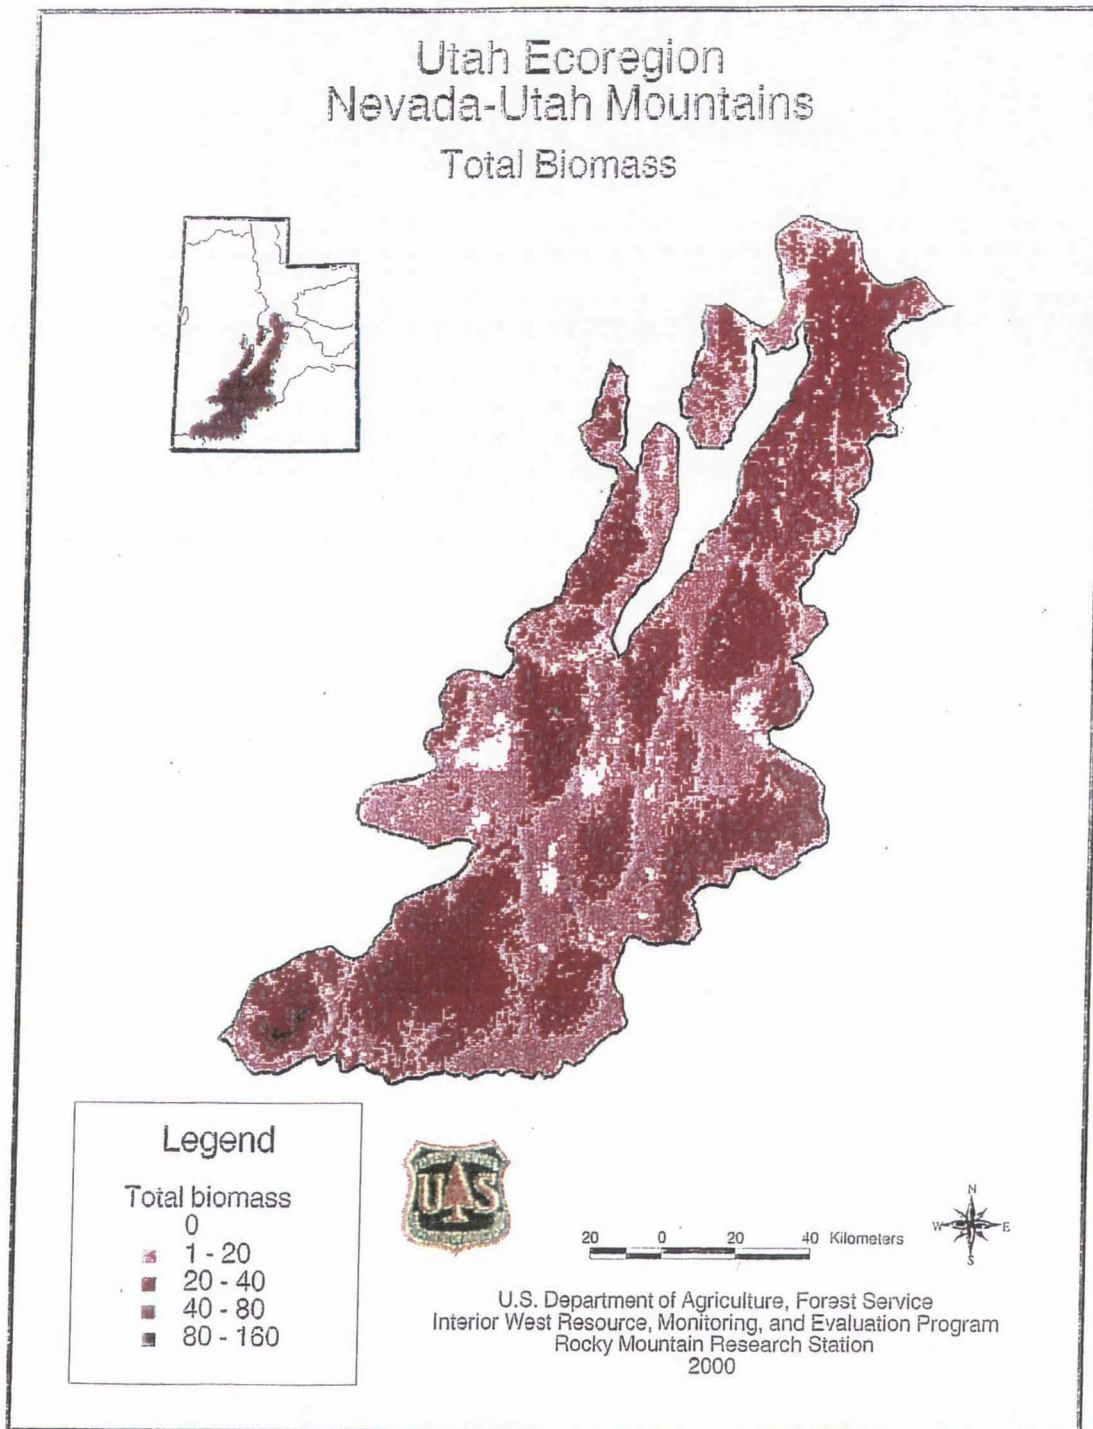 Utah Ecoregion
Nevada-Utah Mountains
Total Biomass
Legend
Total biomass
0
1 - 20
20 - 40
40 - 80
80 - 160
U S
20 0 20 40 Kilometers
N
W E
S
U.S. Department of Agriculture, Forest Service
Interior West Resource, Monitoring, and Evaluation Program
Rocky Mountain Research Station
2000